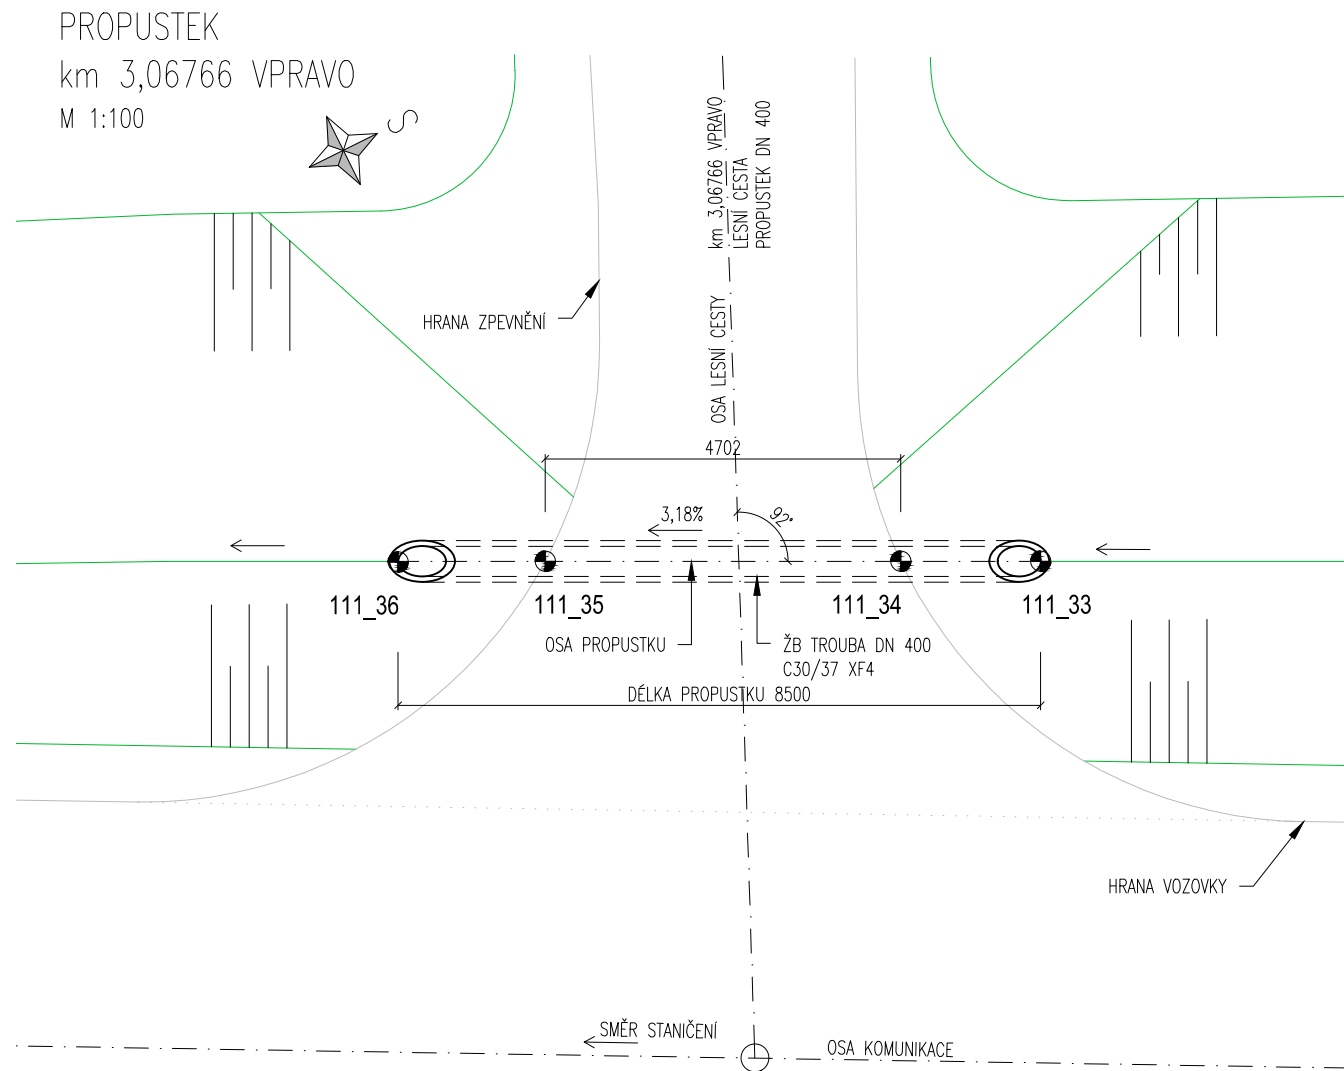 PROPUSTEK
km 3,06766 VPRAVO
M 1:100
S
km 3,06766 VPRAVO
LESNÍ CESTA
PROPUSTEK DN 400
HRANA ZPEVNĚNÍ
OSA LESNÍ CESTY
4702
3,18%
92°
111_36
111_35
111_34
111_33
OSA PROPUSTKU
ŽB TROUBA DN 400
C30/37 XF4
DÉLKA PROPUSTKU 8500
HRANA VOZOVKY
SMĚR STANIČENÍ
OSA KOMUNIKACE